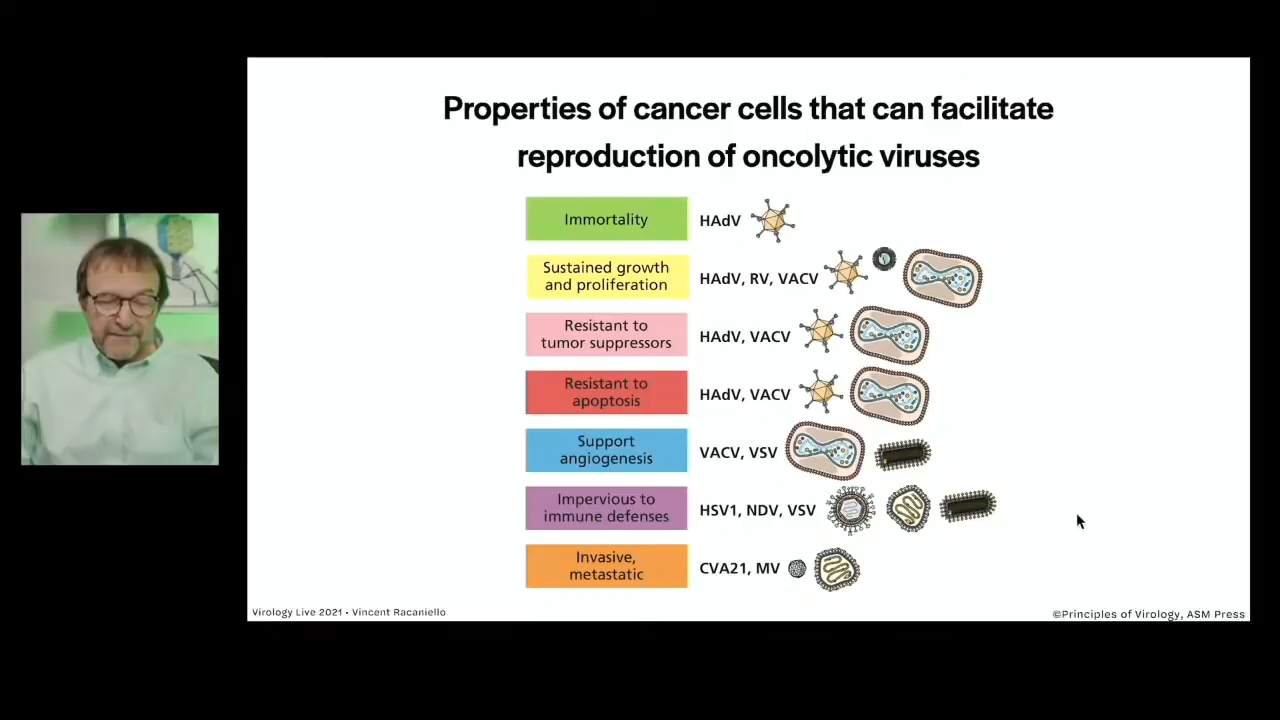 Properties of cancer cells that can facilitate
reproduction of oncolytic viruses
Immortality
HAdV
Sustained growth
and proliferation
HAdV, RV, VACV
Resistant to
tumor suppressors
HAdV, VACV
Resistant to
apoptosis
HAdV, VACV
Support
angiogenesis
VACV, VSV
Impervious to
immune defenses
HSV1, NDV, VSV
Invasive,
metastatic
CVA21, MV
Virology Live 2021 • Vincent Racaniello
©Principles of Virology, ASM Press